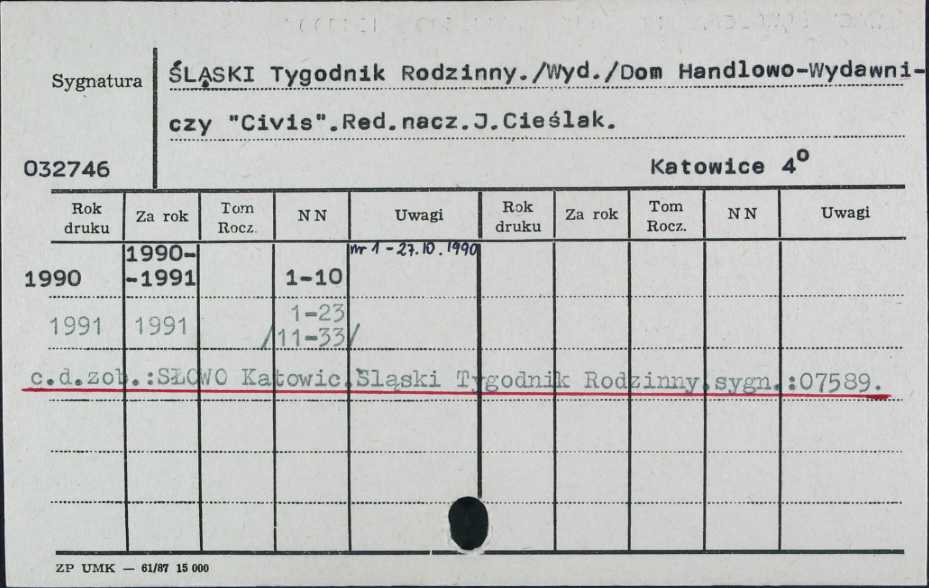 Sygnatura
ŚLĄSKI Tygodnik Rodzinny./Wyd./Dom Handlowo-Wydawni-
czy "Civis".Red.nacz.J.Cieślak.
032746
Katowice 4º
Rok druku Za rok Tom Rocz. NN Uwagi Rok druku Za rok Tom Rocz. NN Uwagi
1990 1990--1991 1-10 nr 1 - 27.10.1990
1991 1991 1-23 /11-33/
c.d.zob.:SŁOWO Katowic.Śląski Tygodnik Rodzinny.sygn.:07589.
ZP UMK — 61/87 15 000